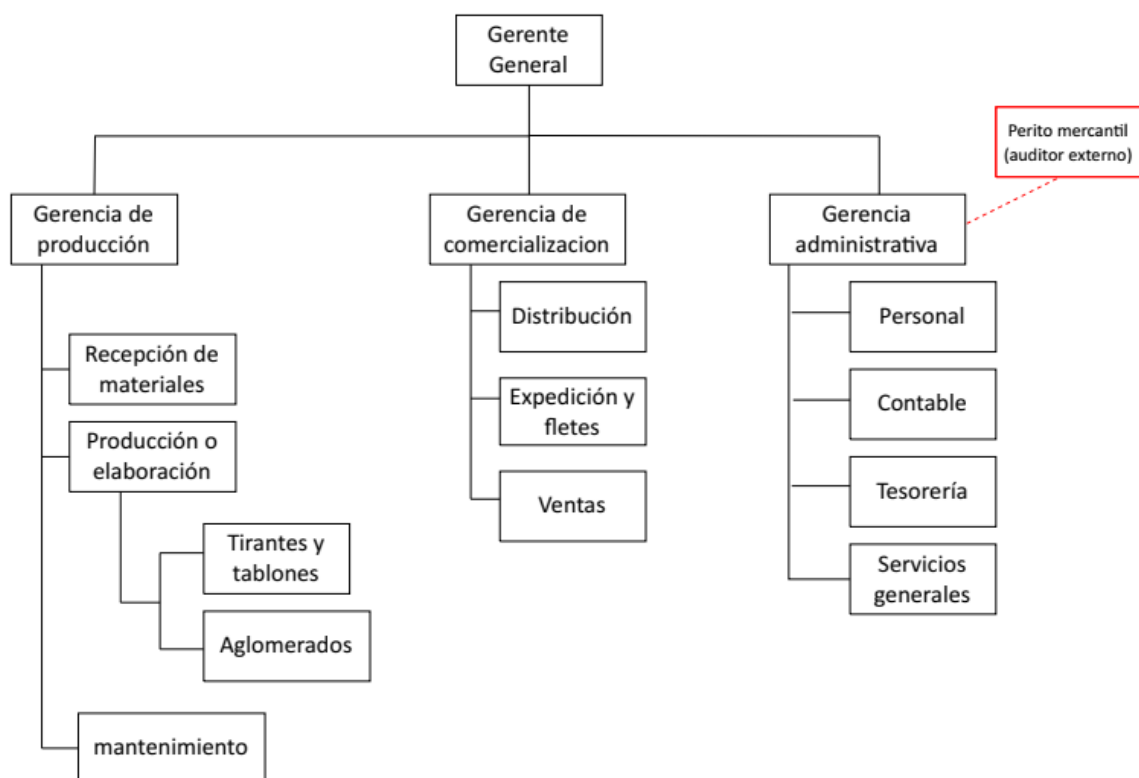 Gerente
General
Perito mercantil
(auditor externo)
Gerencia de
producción
Gerencia de
comercializacion
Gerencia
administrativa
Recepción de
materiales
Producción o
elaboración
Tirantes y
tablones
Aglomerados
mantenimiento
Distribución
Expedición y
fletes
Ventas
Personal
Contable
Tesorería
Servicios
generales